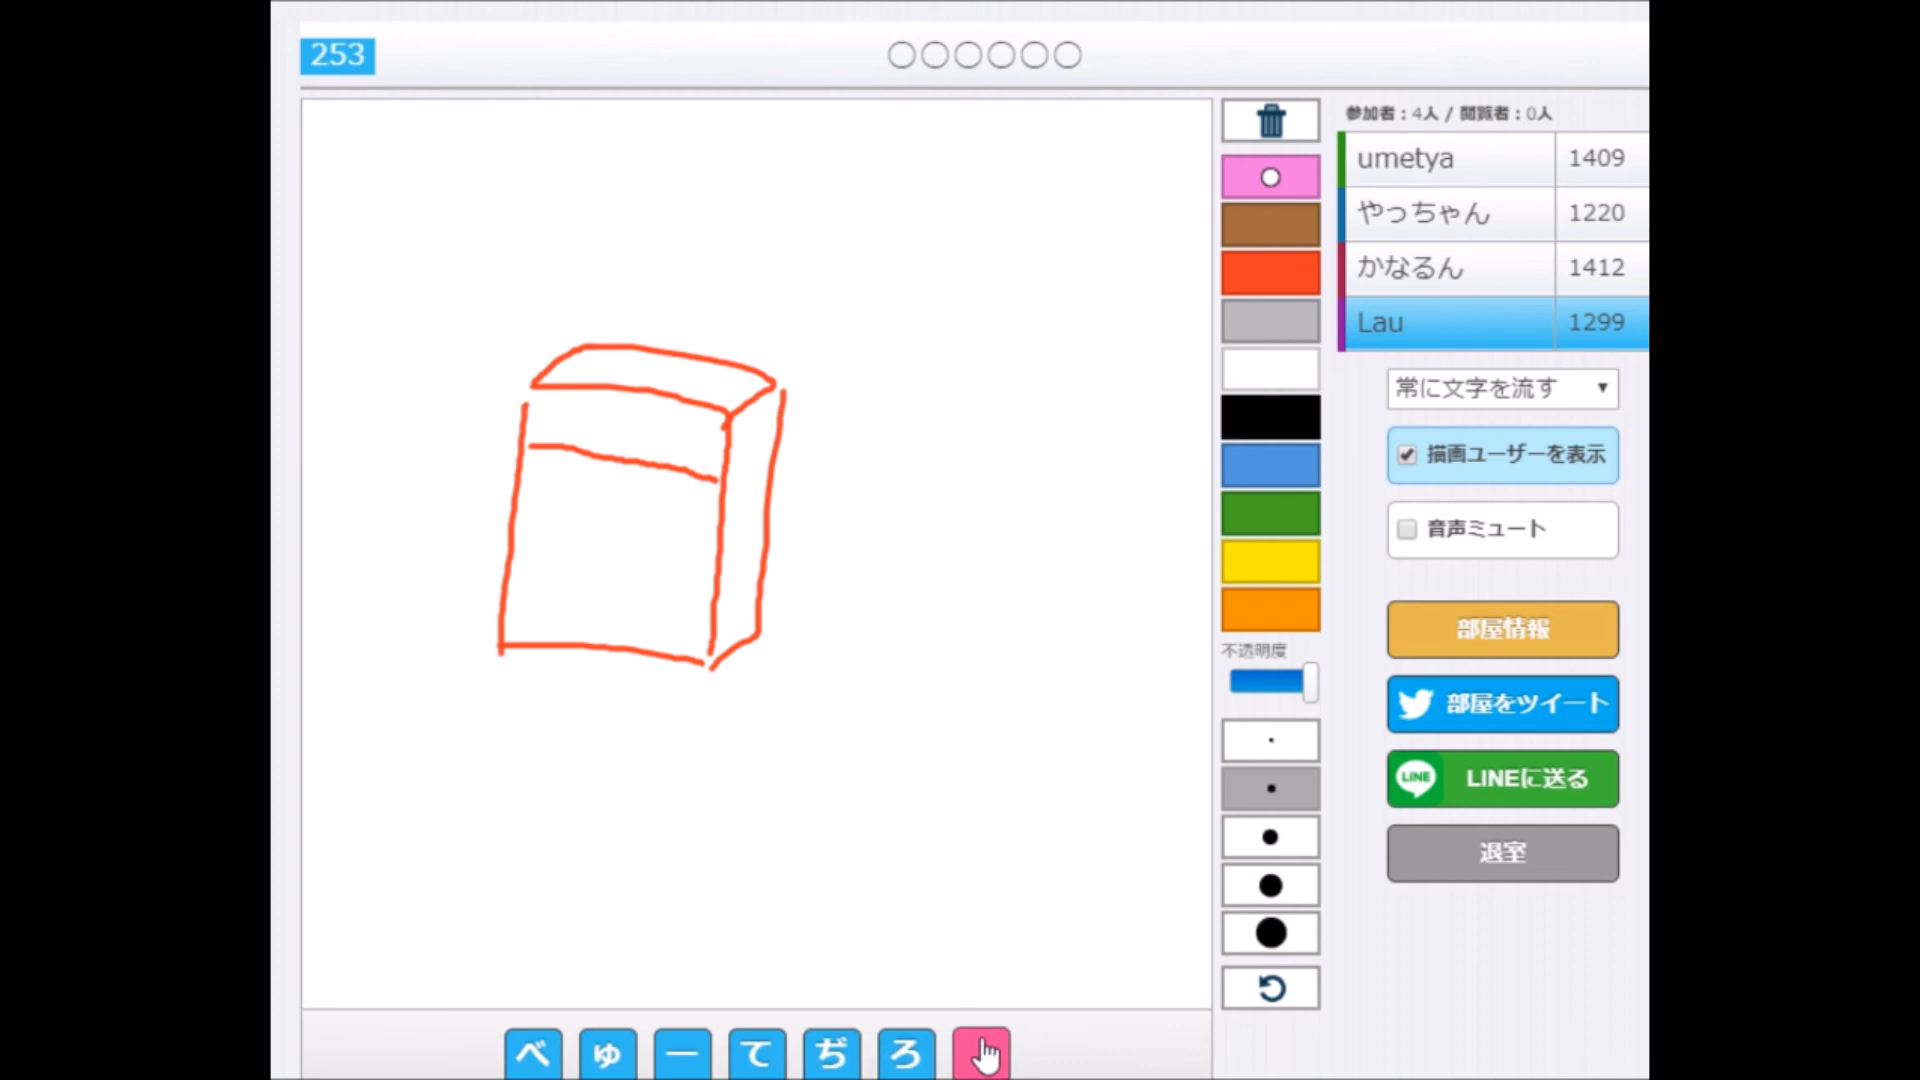 253
○○○○○○
参加者：4人 / 閲覧者：0人
umetya 1409
やっちゃん 1220
かなるん 1412
Lau 1299
常に文字を流す
描画ユーザーを表示
音声ミュート
部屋情報
不透明度
部屋をツイート
LINE LINEに送る
退室
べ ゅ ー て ぢ ろ